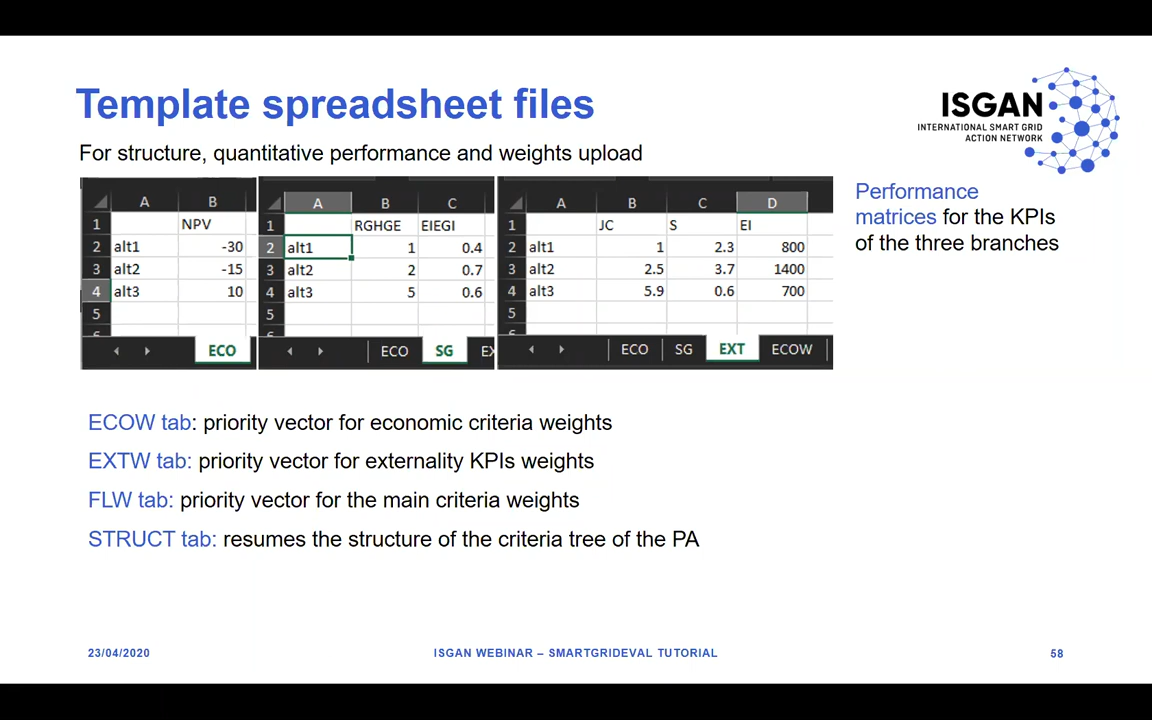 Template spreadsheet files
ISGAN
INTERNATIONAL SMART GRID
ACTION NETWORK
For structure, quantitative performance and weights upload
A B
1 NPV
2 alt1 -30
3 alt2 -15
4 alt3 10
5
ECO
A B C
1 RGHGE EIEGI
2 alt1 1 0.4
3 alt2 2 0.7
4 alt3 5 0.6
5
ECO SG EX
A B C D
1 JC S EI
2 alt1 1 2.3 800
3 alt2 2.5 3.7 1400
4 alt3 5.9 0.6 700
5
ECO SG EXT ECOW
Performance
matrices for the KPIs
of the three branches
ECOW tab: priority vector for economic criteria weights
EXTW tab: priority vector for externality KPIs weights
FLW tab: priority vector for the main criteria weights
STRUCT tab: resumes the structure of the criteria tree of the PA
23/04/2020 ISGAN WEBINAR – SMARTGRIDEVAL TUTORIAL 58